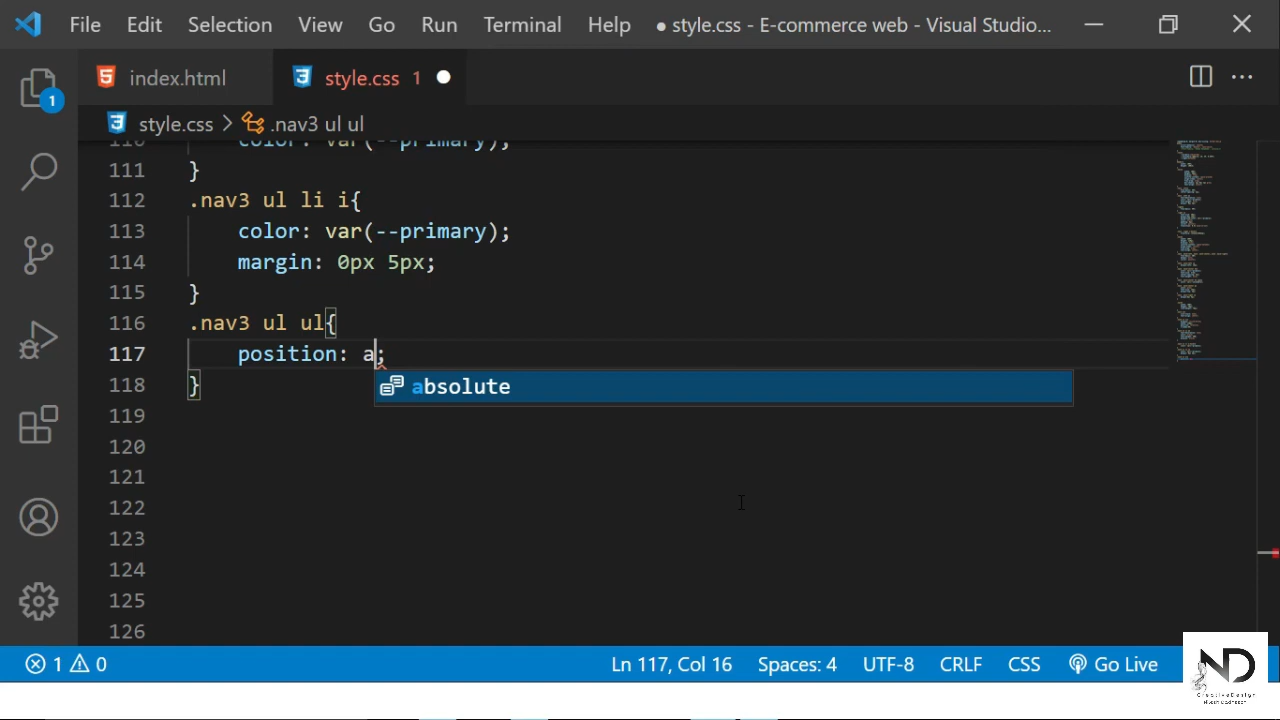 File Edit Selection View Go Run Terminal Help ● style.css - E-commerce web - Visual Studio...
index.html style.css 1
style.css > .nav3 ul ul
110 color: var(--primary);
111 }
112 .nav3 ul li i{
113 color: var(--primary);
114 margin: 0px 5px;
115 }
116 .nav3 ul ul{
117 position: a;
118 }
absolute
119
120
121
122
123
124
125
126
1
1 0 Ln 117, Col 16 Spaces: 4 UTF-8 CRLF CSS Go Live
ND